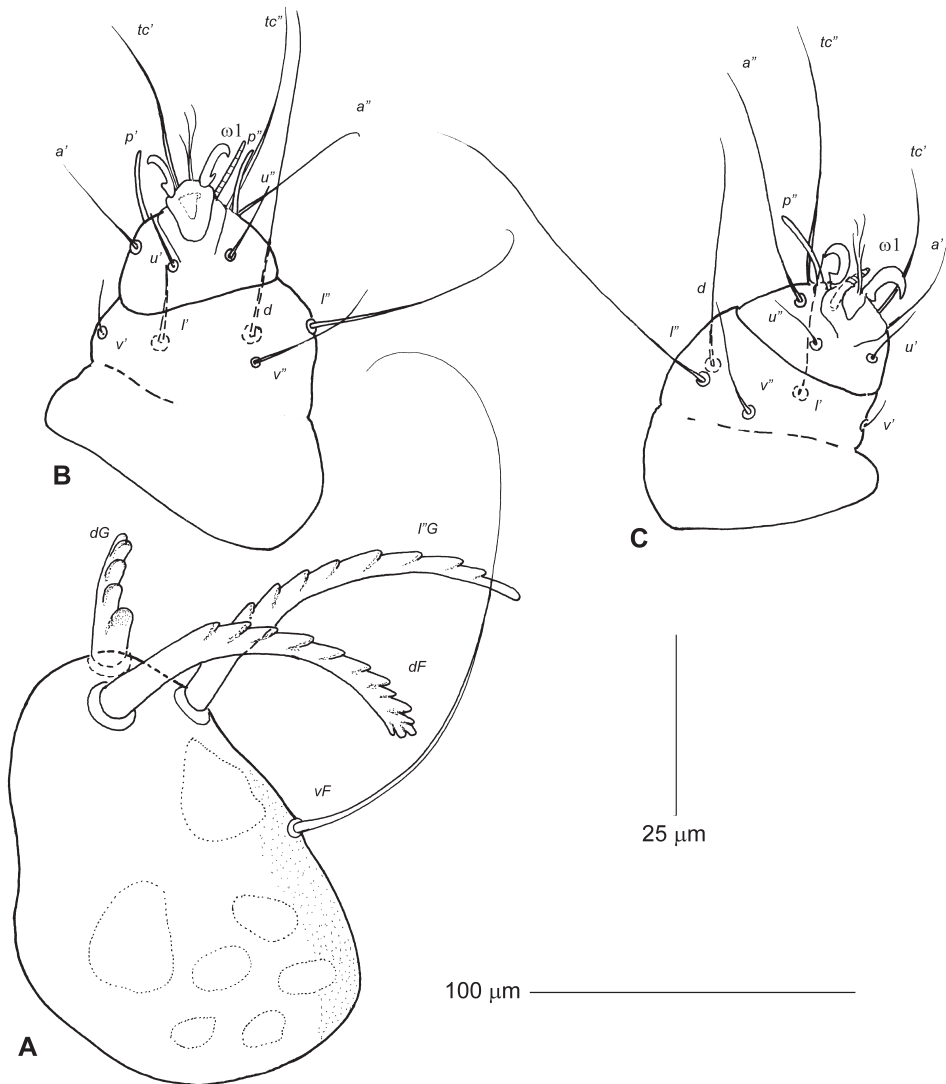 tc’
tc”
a”
p’
ω1
p”
a’
u”
u’
l’
d
l”
v’
v”
B
tc”
a”
tc’
p”
ω1
a’
d
l”
u”
u’
v”
l’
v’
C
dG
l”G
dF
vF
25 μm
100 μm
A